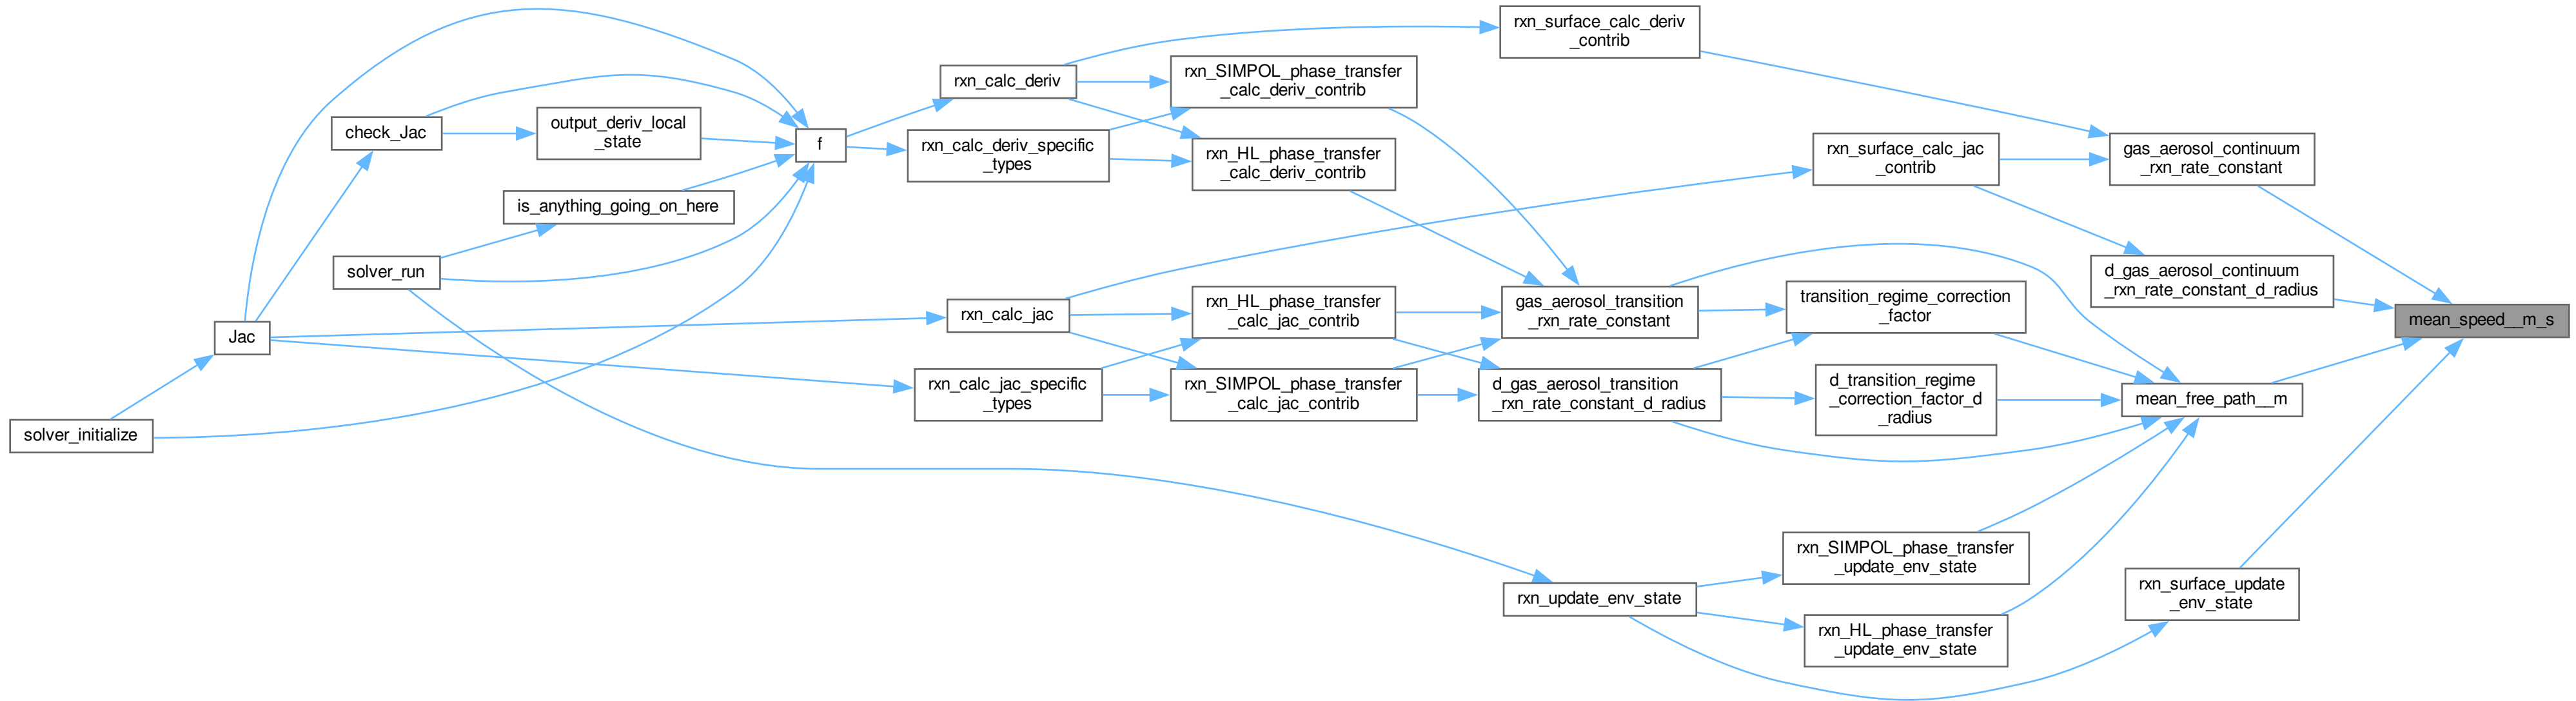 rxn_surface_calc_deriv
_contrib
rxn_calc_deriv
rxn_SIMPOL_phase_transfer
_calc_deriv_contrib
check_Jac
output_deriv_local
_state
f
rxn_calc_deriv_specific
_types
rxn_HL_phase_transfer
_calc_deriv_contrib
rxn_surface_calc_jac
_contrib
gas_aerosol_continuum
_rxn_rate_constant
is_anything_going_on_here
solver_run
d_gas_aerosol_continuum
_rxn_rate_constant_d_radius
rxn_calc_jac
rxn_HL_phase_transfer
_calc_jac_contrib
gas_aerosol_transition
_rxn_rate_constant
transition_regime_correction
_factor
mean_speed__m_s
Jac
rxn_calc_jac_specific
_types
rxn_SIMPOL_phase_transfer
_calc_jac_contrib
d_gas_aerosol_transition
_rxn_rate_constant_d_radius
d_transition_regime
_correction_factor_d
_radius
mean_free_path__m
solver_initialize
rxn_SIMPOL_phase_transfer
_update_env_state
rxn_update_env_state
rxn_surface_update
_env_state
rxn_HL_phase_transfer
_update_env_state